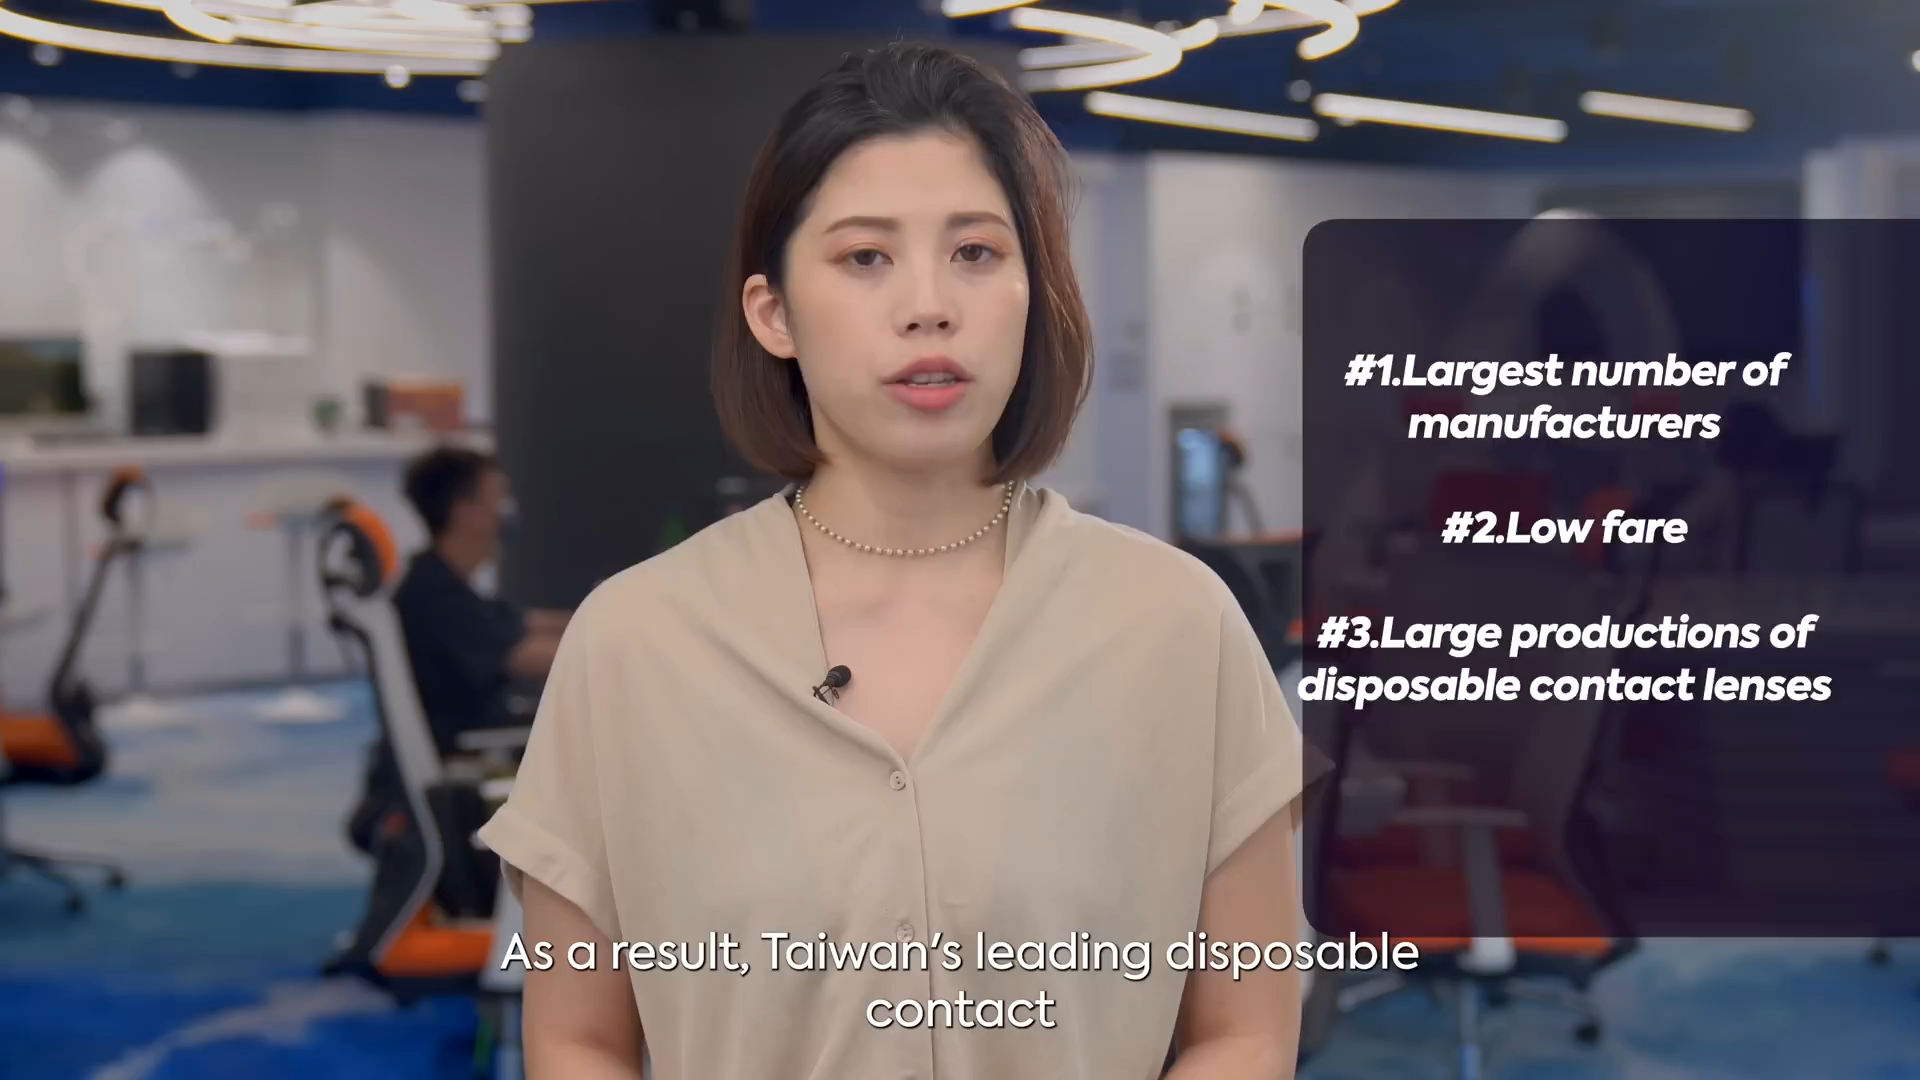 #1.Largest number of
manufacturers
#2.Low fare
#3.Large productions of
disposable contact lenses
As a result, Taiwan's leading disposable
contact